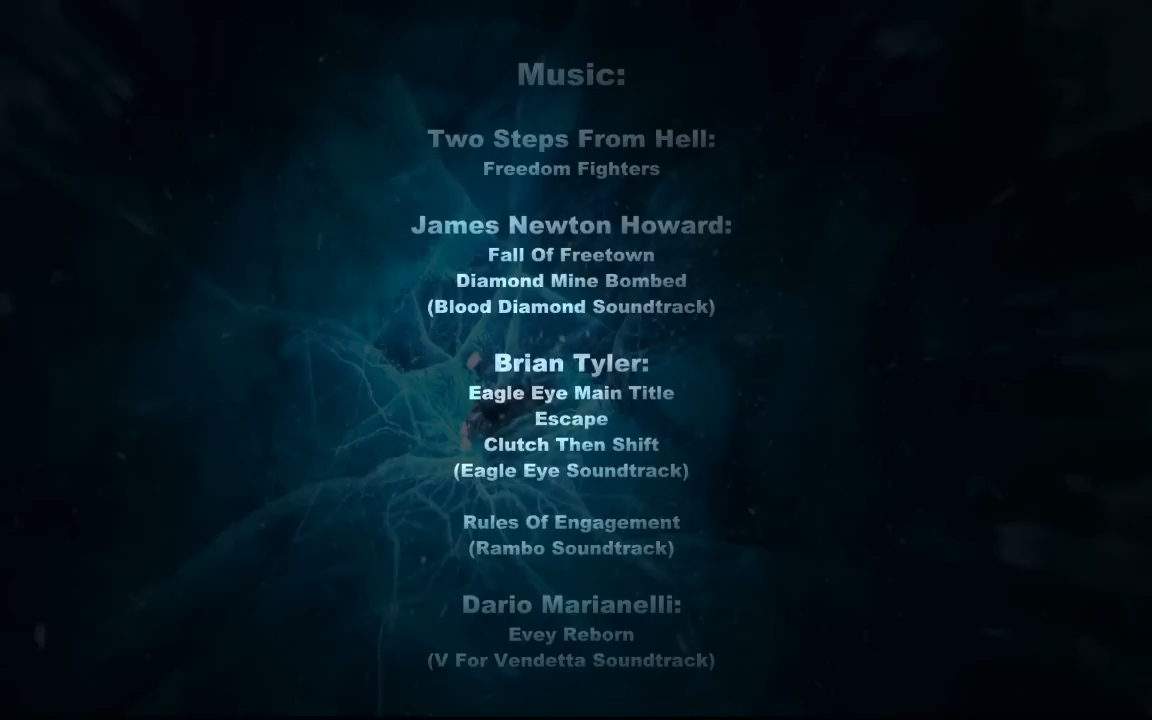 Music:
Two Steps From Hell:
Freedom Fighters
James Newton Howard:
Fall Of Freetown
Diamond Mine Bombed
(Blood Diamond Soundtrack)
Brian Tyler:
Eagle Eye Main Title
Escape
Clutch Then Shift
(Eagle Eye Soundtrack)
Rules Of Engagement
(Rambo Soundtrack)
Dario Marianelli:
Evey Reborn
(V For Vendetta Soundtrack)